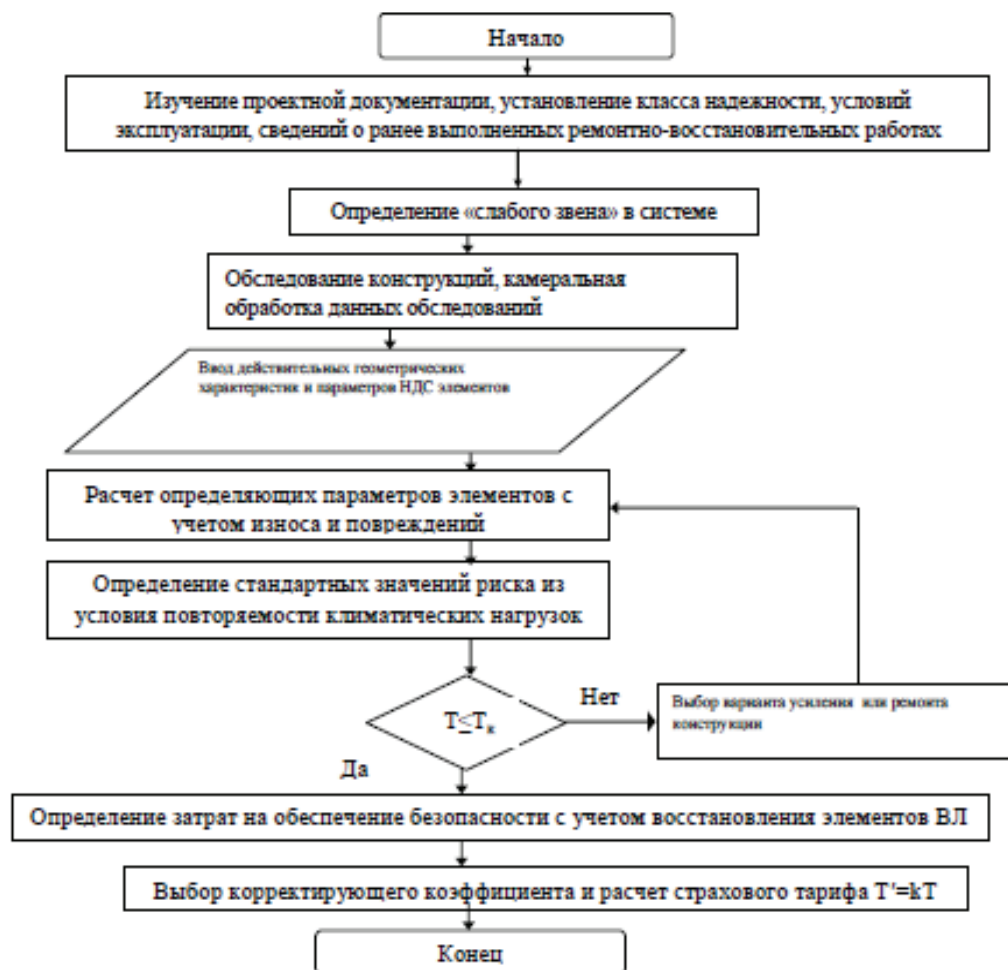 Начало
Изучение проектной документации, установление класса надежности, условий
эксплуатации, сведений о ранее выполненных ремонтно-восстановительных работах
Определение «слабого звена» в системе
Обследование конструкций, камеральная
обработка данных обследований
Ввод действительных геометрических
характеристик и параметров НДС элементов
Расчет определяющих параметров элементов с
учетом износа и повреждений
Определение стандартных значений риска из
условия повторяемости климатических нагрузок
T≤Tк
Нет
Выбор варианта усиления или ремонта
конструкции
Да
Определение затрат на обеспечение безопасности с учетом восстановления элементов ВЛ
Выбор корректирующего коэффициента и расчет страхового тарифа T'=kT
Конец